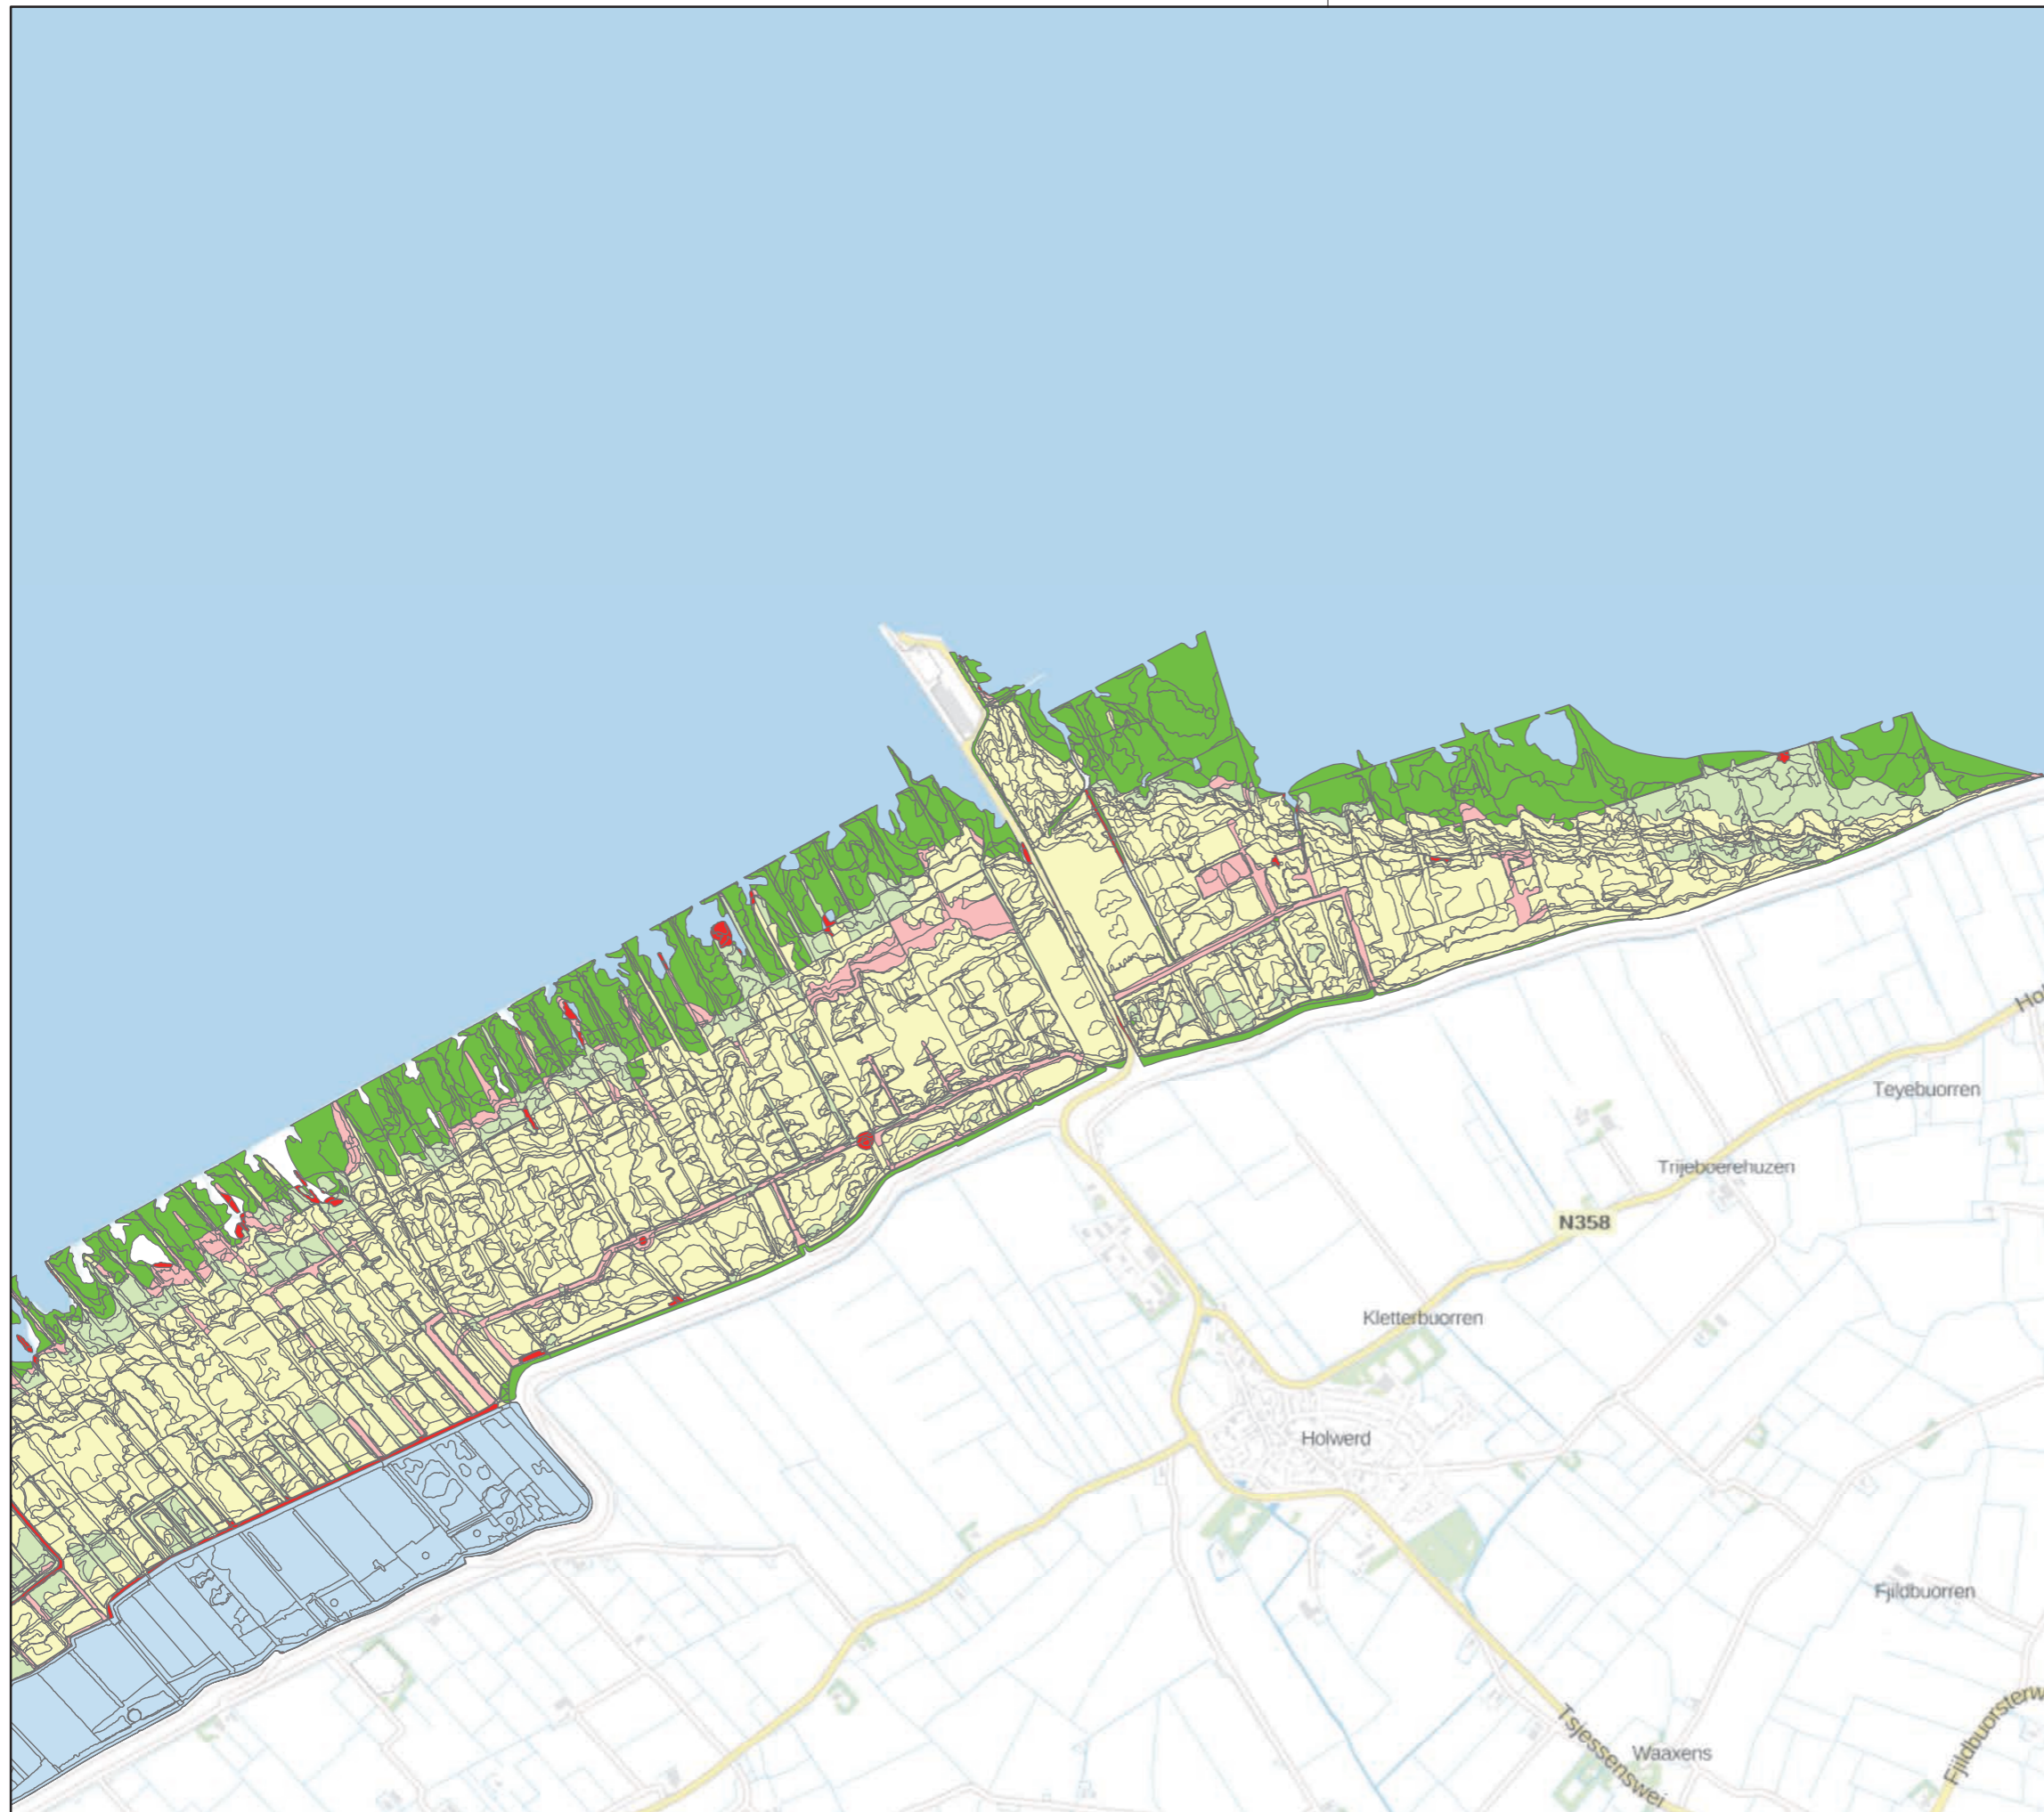 Teyebuorren
Trijeboerehuzen
N358
Kletterbuorren
Holwerd
Fjildbuorren
Tsjessenswei
Waaxens